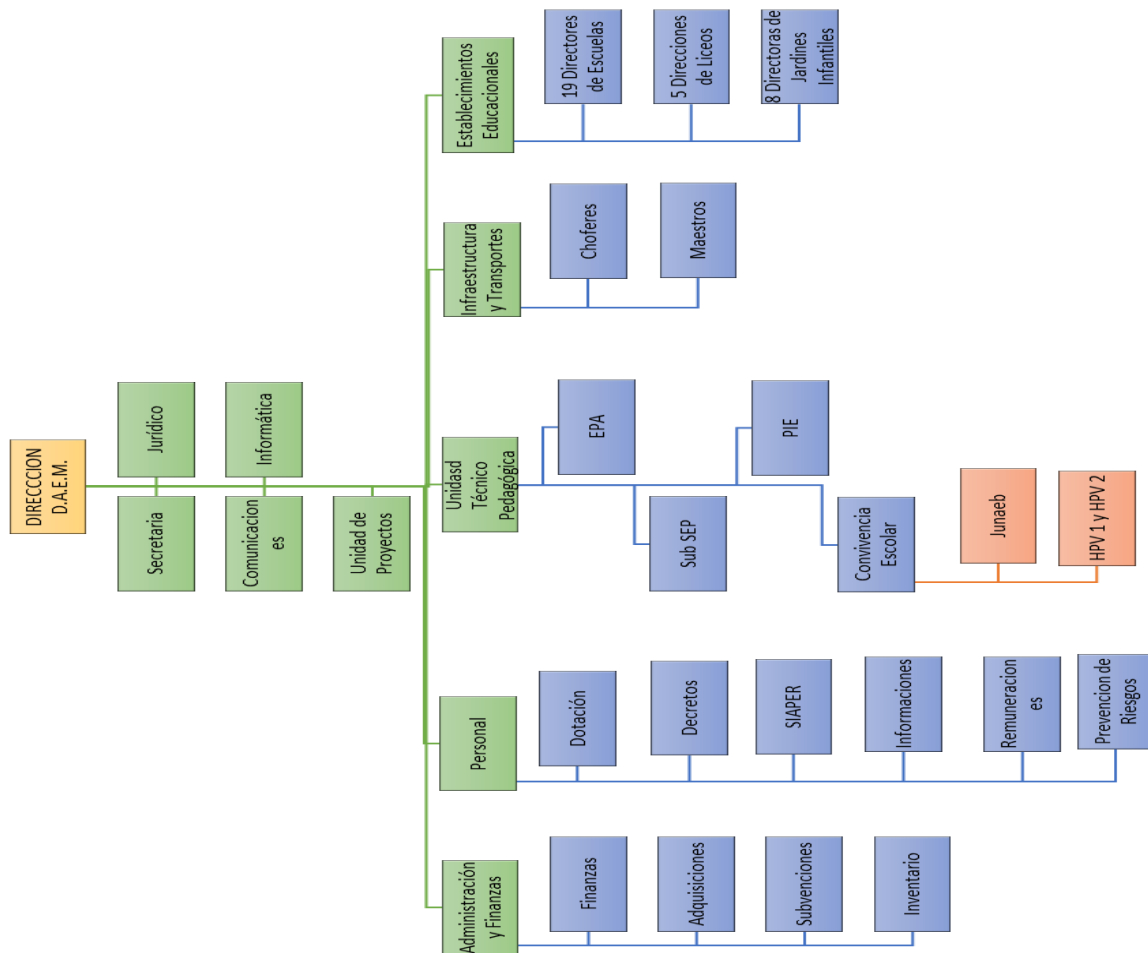 DIRECCCION
D.A.E.M.
Secretaria
Jurídico
Comunicacion
es
Informática
Unidad de
Proyectos
Administración
y Finanzas
Finanzas
Adquisiciones
Subvenciones
Inventario
Personal
Dotación
Decretos
SIAPER
Informaciones
Remuneracion
es
Prevencion de
Riesgos
Unidasd
Técnico
Pedagógica
EPA
Sub SEP
PIE
Convivencia
Escolar
Junaeb
HPV 1 y HPV 2
Infraestructura
y Transportes
Choferes
Maestros
Establecimientos
Educacionales
19 Directores
de Escuelas
5 Direcciones
de Liceos
8 Directoras de
Jardines
Infantiles